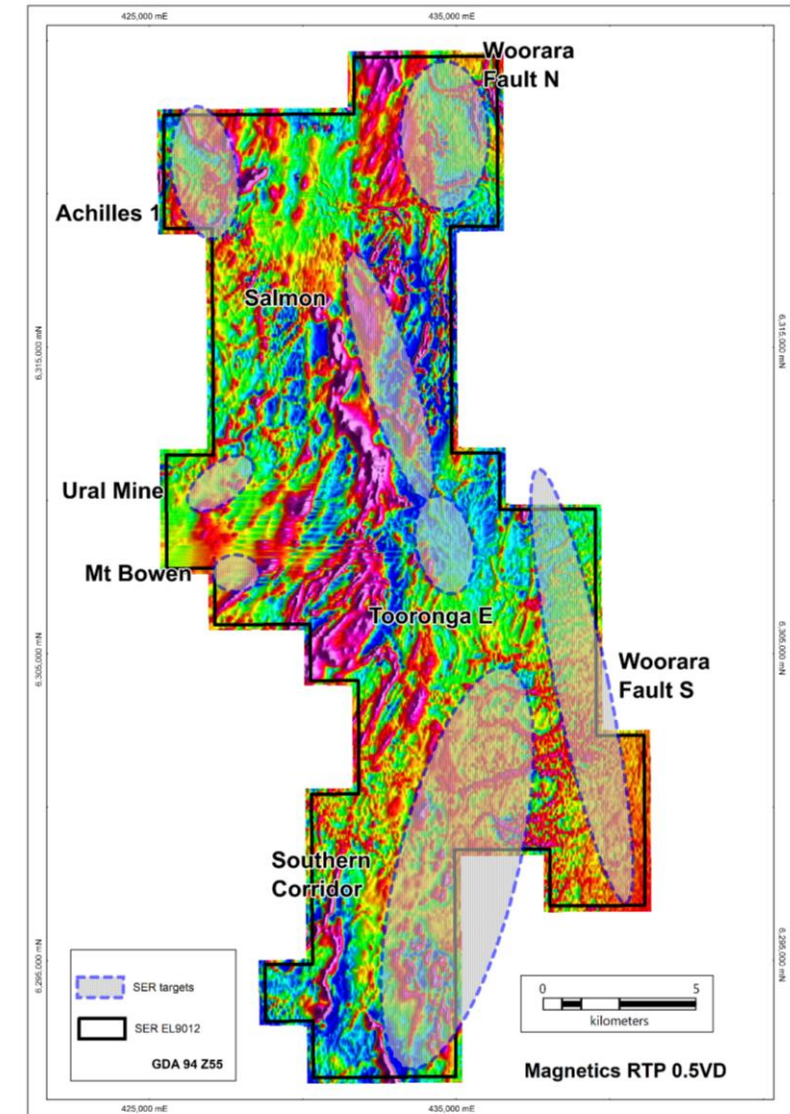 425,000 mE
435,000 mE
Woorara
Fault N
Achilles 1
Salmon
6,315,000 mN
6,315,000 mN
Ural Mine
Mt Bowen
Tooronga E
6,305,000 mN
6,305,000 mN
Woorara
Fault S
Southern
Corridor
6,295,000 mN
6,295,000 mN
SER targets
SER EL9012
GDA 94 Z55
0 5
kilometers
Magnetics RTP 0.5VD
425,000 mE
435,000 mE